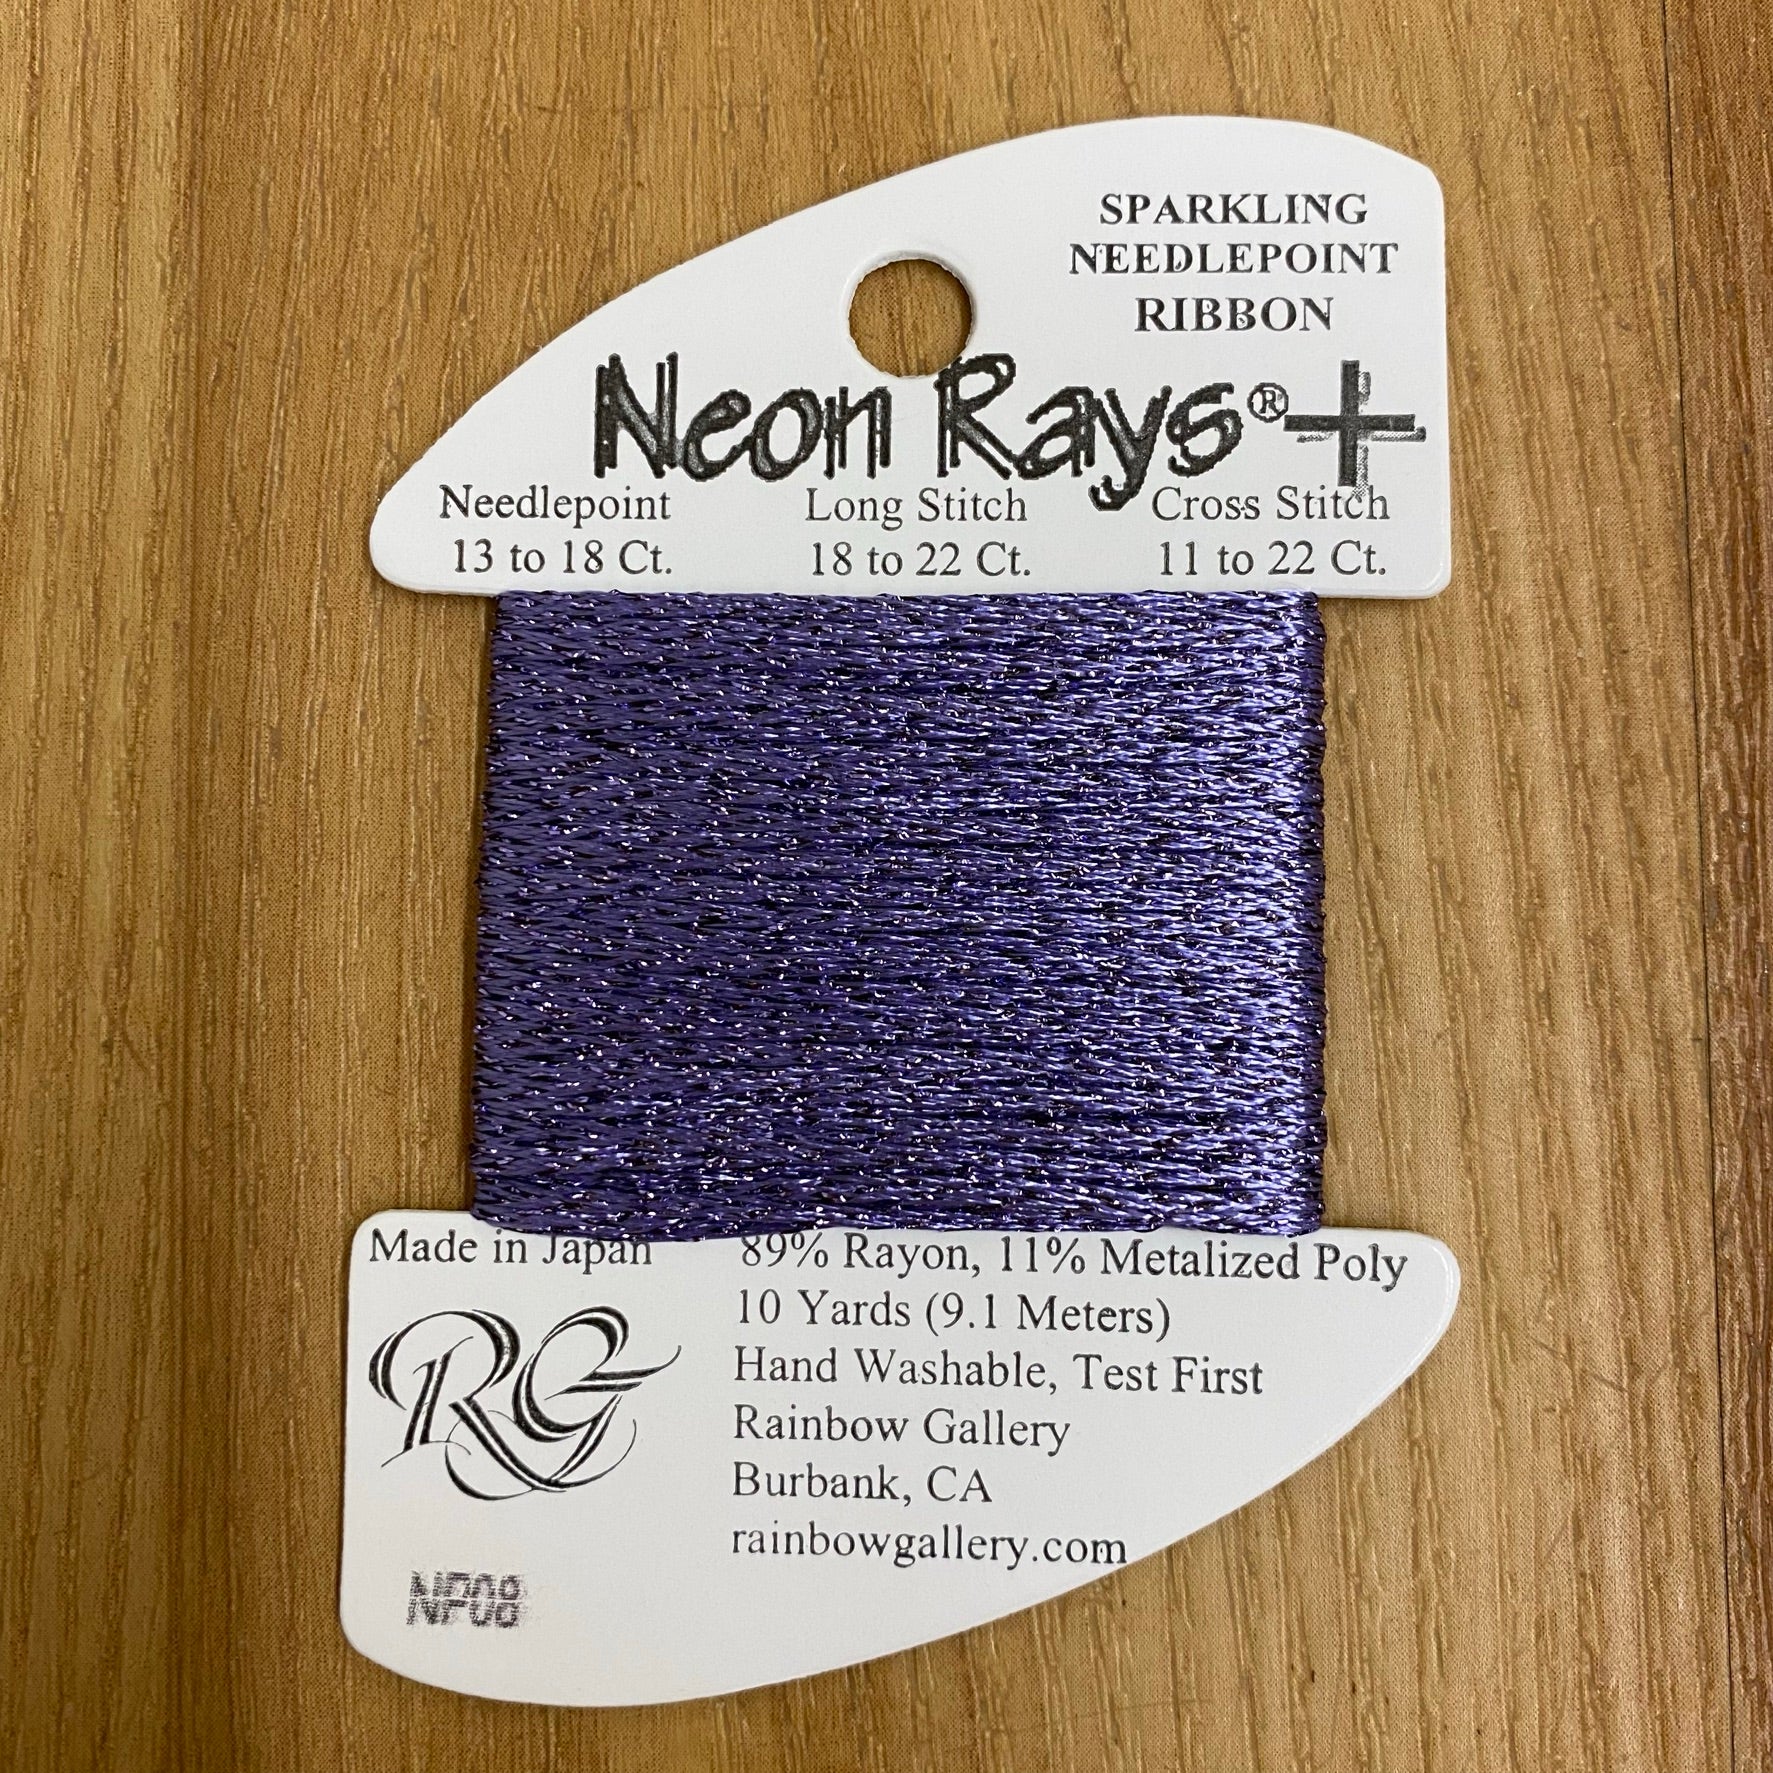 SPARKLING
NEEDLEPOINT
RIBBON
Neon Rays®+
Needlepoint Long Stitch Cross Stitch
13 to 18 Ct. 18 to 22 Ct. 11 to 22 Ct.
Made in Japan 89% Rayon, 11% Metalized Poly
10 Yards (9.1 Meters)
Hand Washable, Test First
RG
Rainbow Gallery
Burbank, CA
rainbowgallery.com
NP08